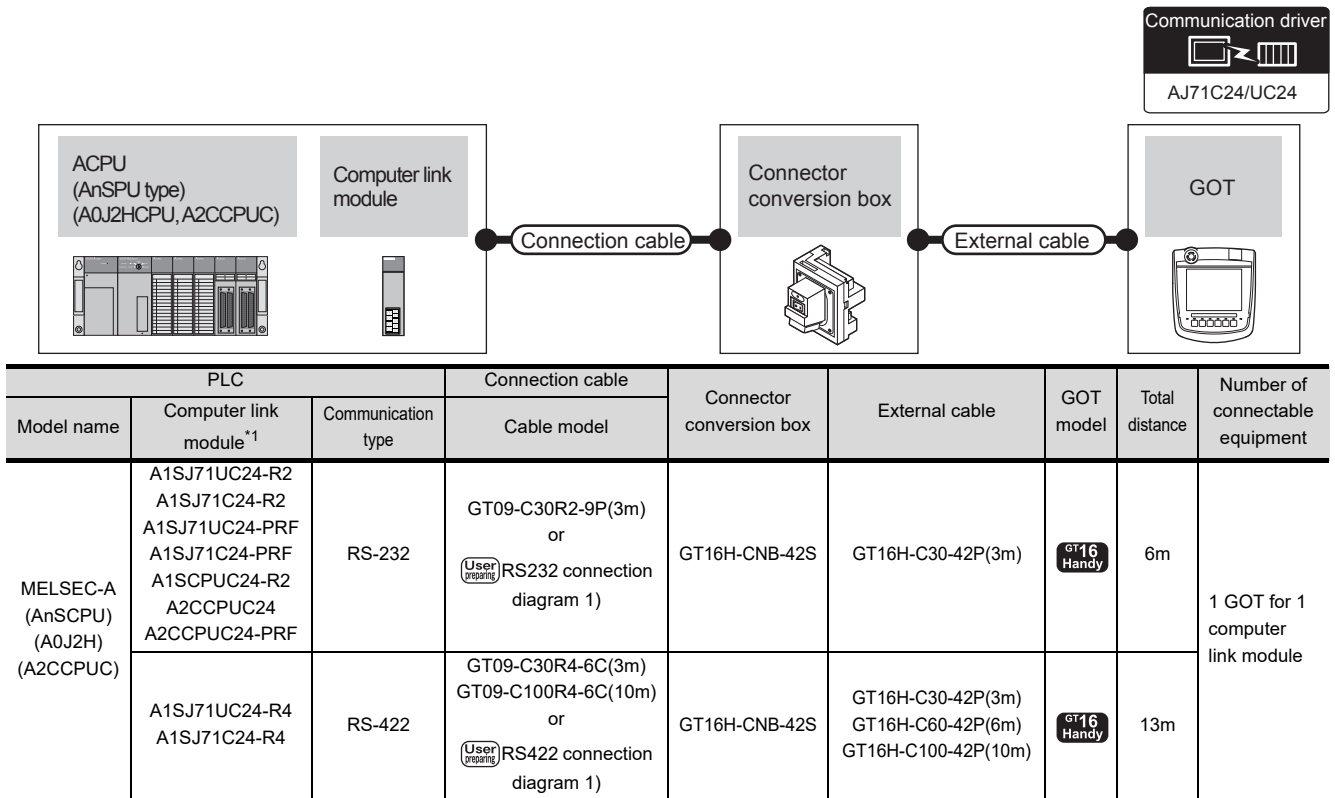 Communication driver
AJ71C24/UC24
ACPU
(AnSPU type)
(A0J2HCPU, A2CCPUC)
Computer link
module
Connection cable
Connector
conversion box
External cable
GOT
PLC
Connection cable
Connector
conversion box
External cable
GOT
model
Total
distance
Number of
connectable
equipment
Model name
Computer link
module*1
Communication
type
Cable model
MELSEC-A
(AnSCPU)
(A0J2H)
(A2CCPUC)
A1SJ71UC24-R2
A1SJ71C24-R2
A1SJ71UC24-PRF
A1SJ71C24-PRF
A1SCPUC24-R2
A2CCPUC24
A2CCPUC24-PRF
RS-232
GT09-C30R2-9P(3m)
or
User preparing RS232 connection
diagram 1)
GT16H-CNB-42S
GT16H-C30-42P(3m)
GT16
Handy
6m
1 GOT for 1
computer
link module
A1SJ71UC24-R4
A1SJ71C24-R4
RS-422
GT09-C30R4-6C(3m)
GT09-C100R4-6C(10m)
or
User preparing RS422 connection
diagram 1)
GT16H-CNB-42S
GT16H-C30-42P(3m)
GT16H-C60-42P(6m)
GT16H-C100-42P(10m)
GT16
Handy
13m